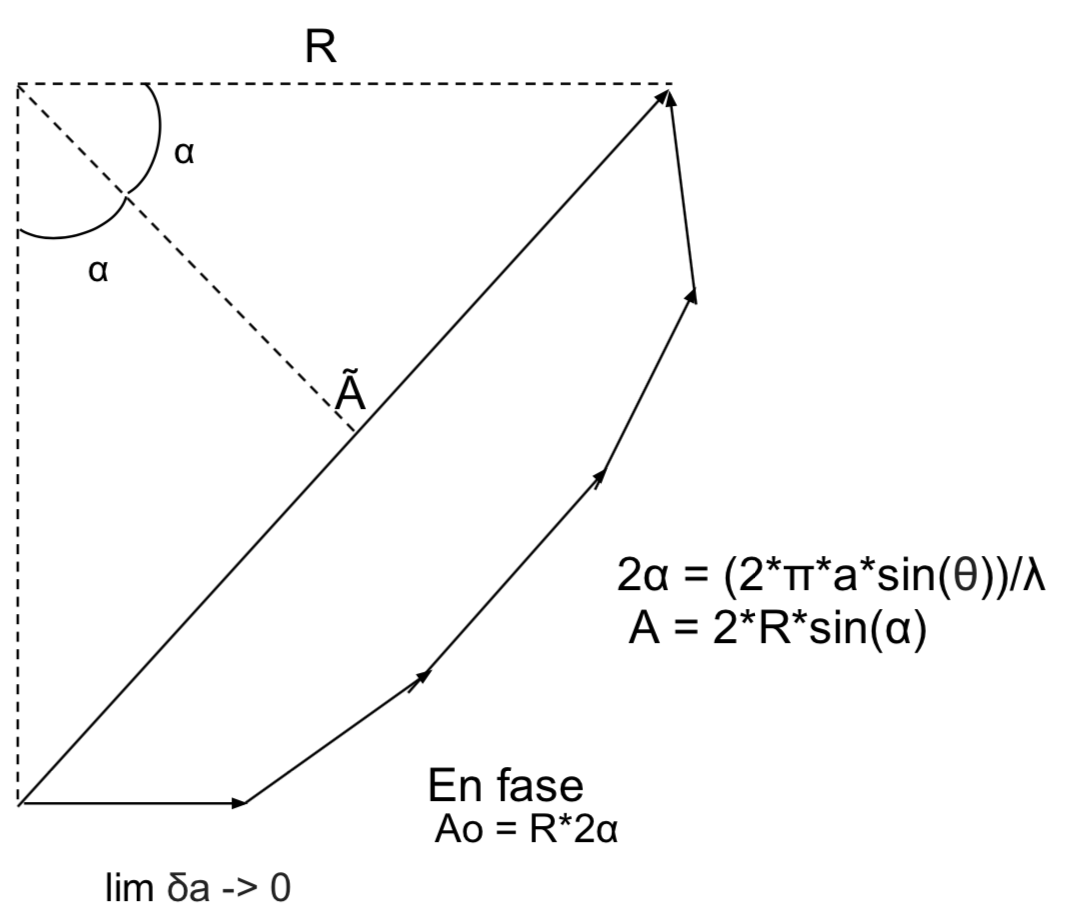 R
α
α
Ã
2α = (2*π*a*sin(θ))/λ
A = 2*R*sin(α)
En fase
Ao = R*2α
lim δa -> 0